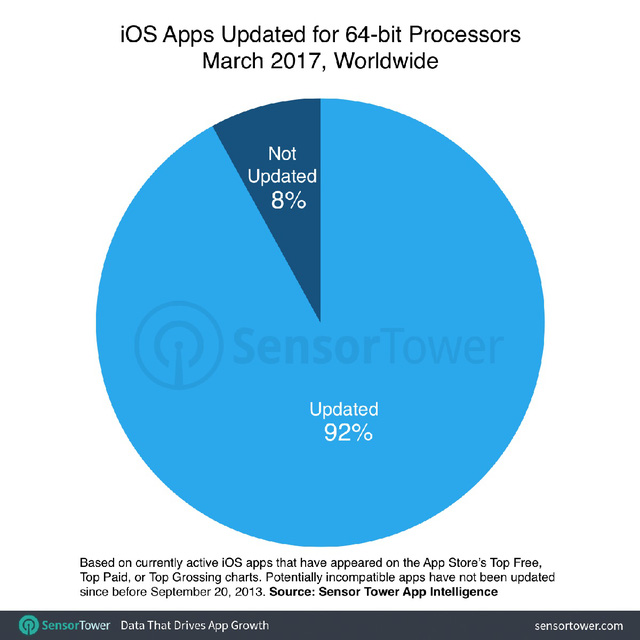 iOS Apps Updated for 64-bit Processors
March 2017, Worldwide
Not
Updated
8%
SensorTower
Updated
92%
Based on currently active iOS apps that have appeared on the App Store's Top Free,
Top Paid, or Top Grossing charts. Potentially incompatible apps have not been updated
since before September 20, 2013. Source: Sensor Tower App Intelligence
SensorTower Data That Drives App Growth sensortower.com